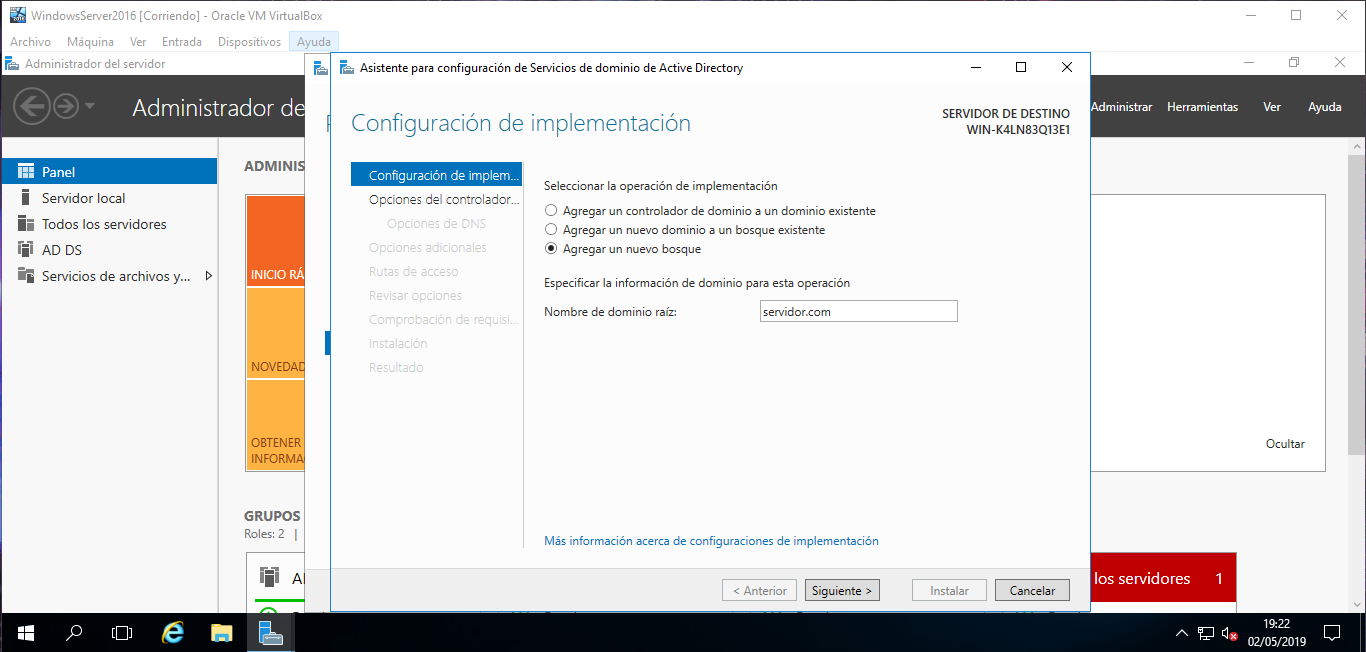 WindowsServer2016 [Corriendo] - Oracle VM VirtualBox
Archivo Máquina Ver Entrada Dispositivos Ayuda
Administrador del servidor
Asistente para configuración de Servicios de dominio de Active Directory
Administrador de
Administrar Herramientas Ver Ayuda
Configuración de implementación
SERVIDOR DE DESTINO
WIN-K4LN83Q13E1
Panel
Servidor local
Todos los servidores
AD DS
Servicios de archivos y...
ADMINIS
INICIO RÁ
NOVEDAD
OBTENER
INFORMA
GRUPOS
Roles: 2 |
Configuración de implem...
Opciones del controlador...
Opciones de DNS
Opciones adicionales
Rutas de acceso
Revisar opciones
Comprobación de requisi...
Instalación
Resultado
Seleccionar la operación de implementación
Agregar un controlador de dominio a un dominio existente
Agregar un nuevo dominio a un bosque existente
Agregar un nuevo bosque
Especificar la información de dominio para esta operación
Nombre de dominio raíz: servidor.com
Más información acerca de configuraciones de implementación
< Anterior Siguiente > Instalar Cancelar
Ocultar
los servidores 1
19:22
02/05/2019